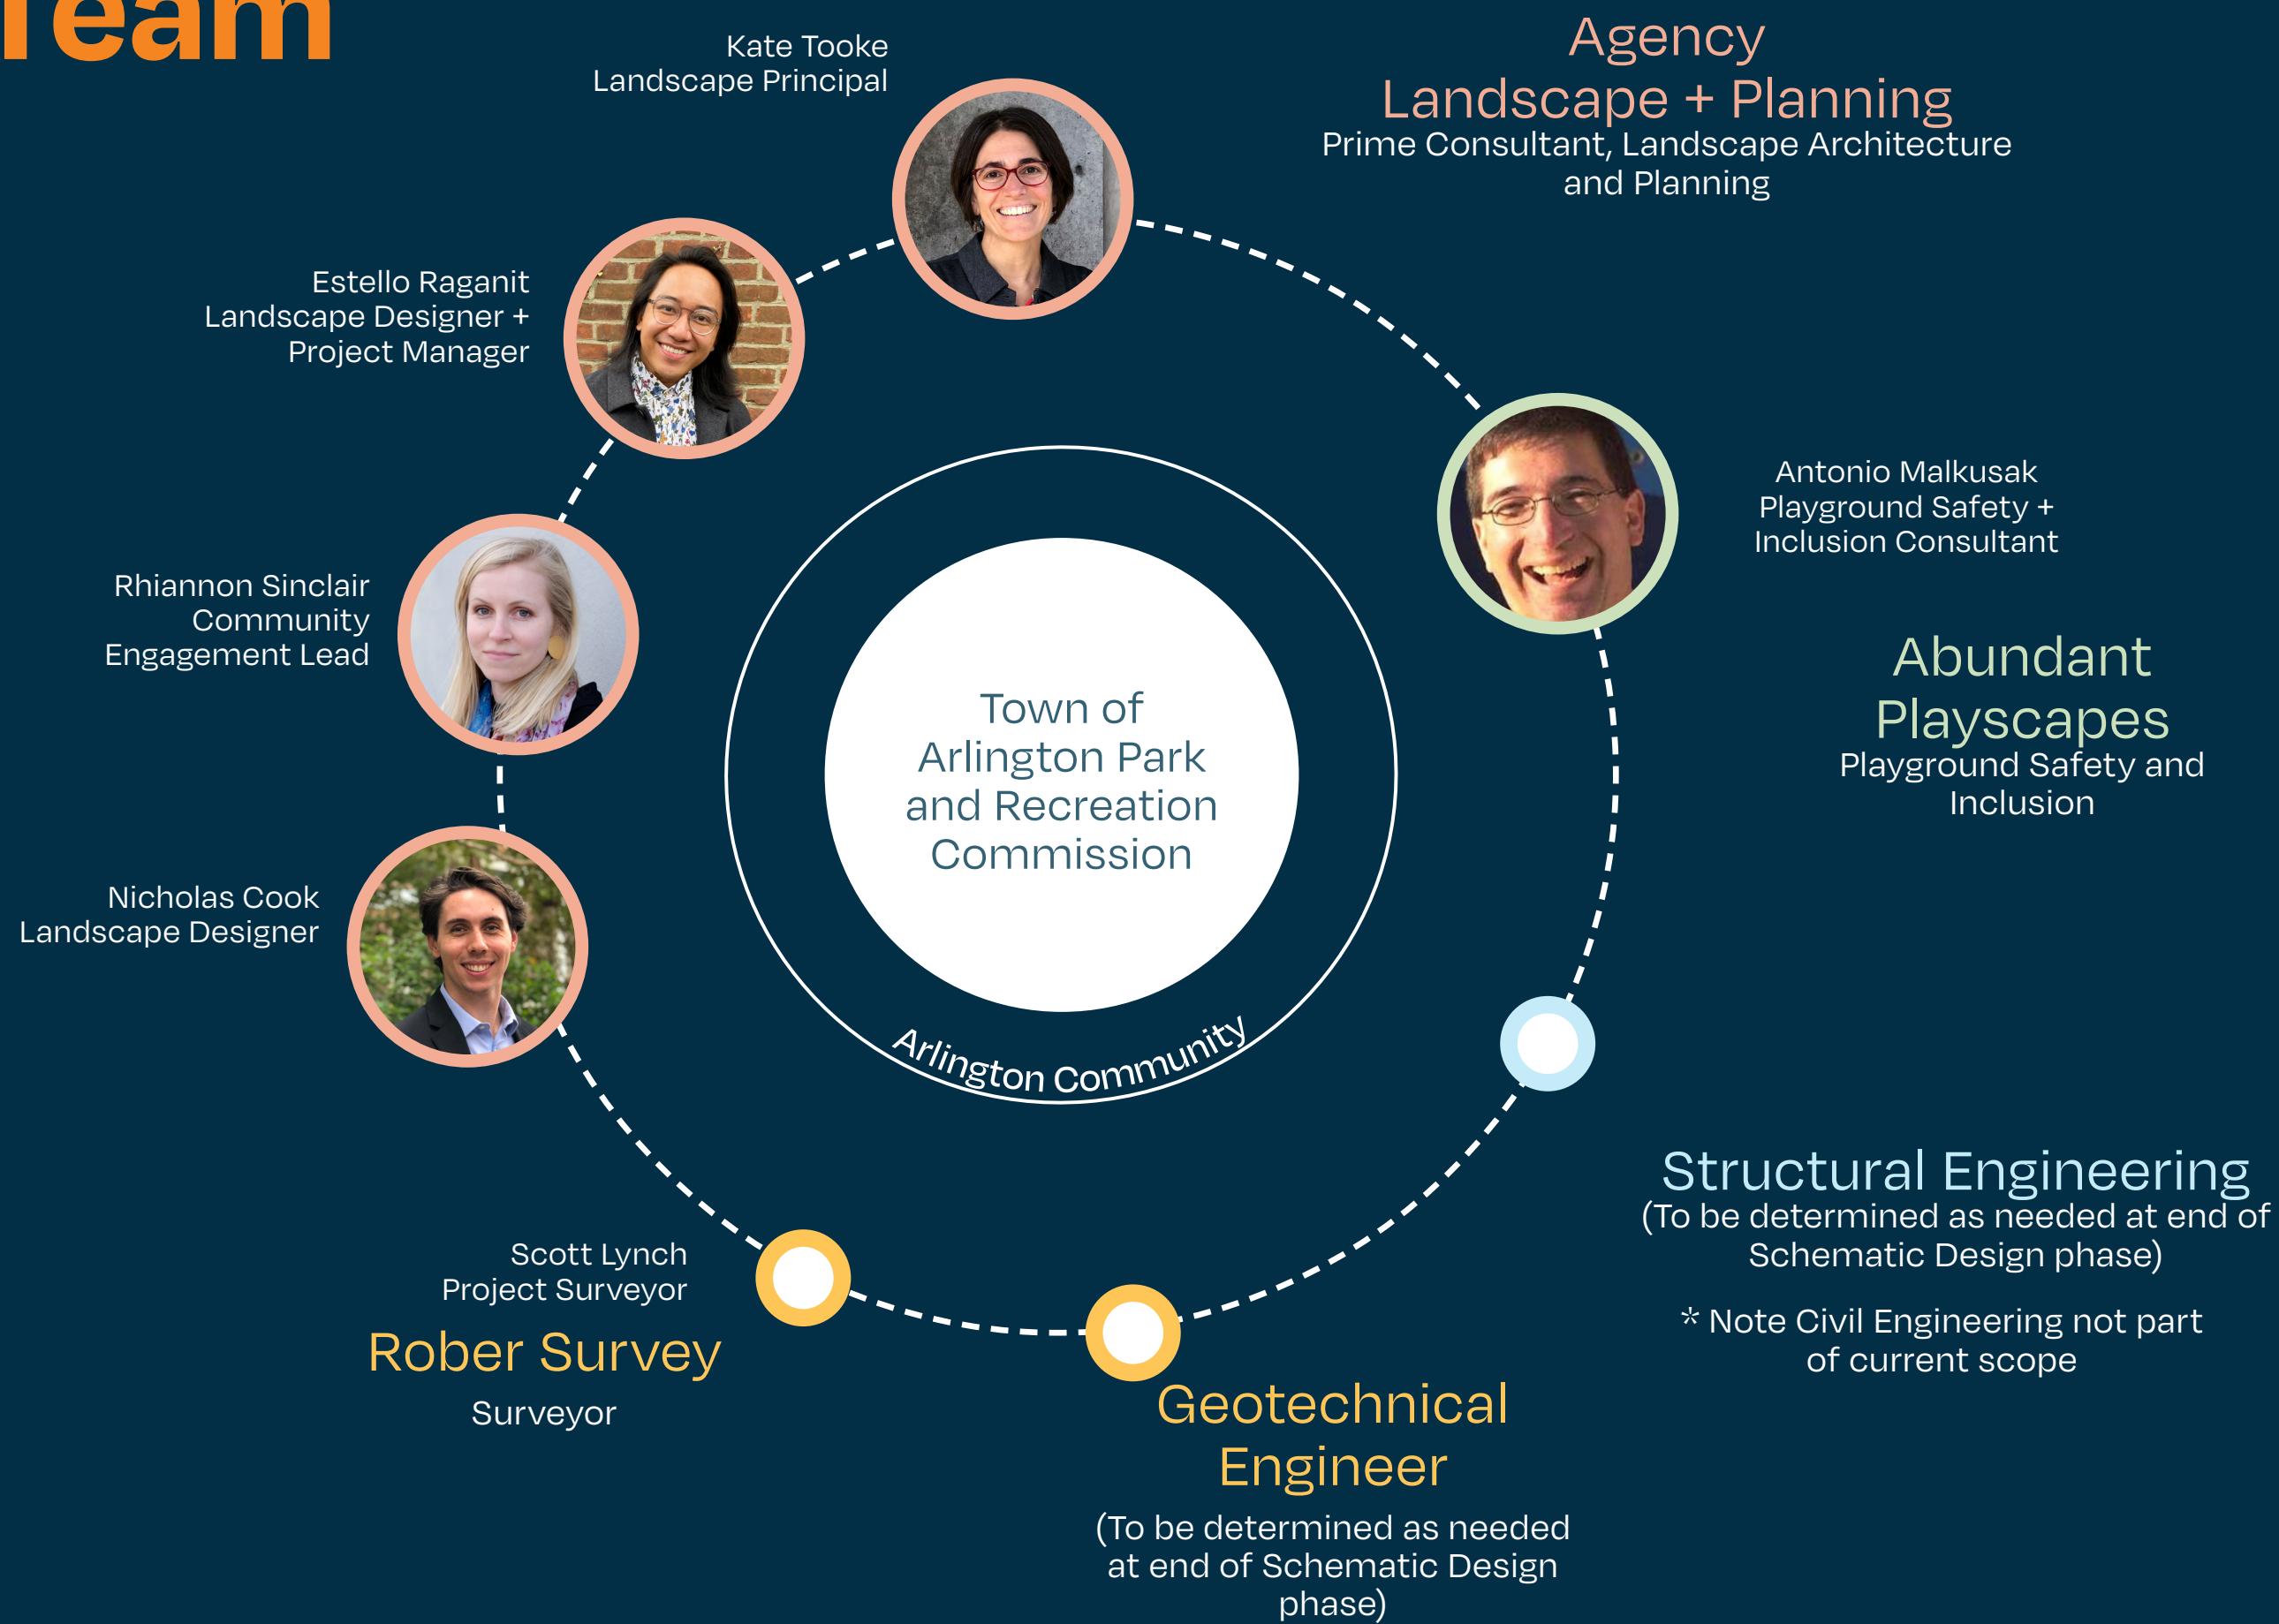 Team
Kate Tooke
Landscape Principal
Agency
Landscape + Planning
Prime Consultant, Landscape Architecture
and Planning
Estello Raganit
Landscape Designer +
Project Manager
Antonio Malkusak
Playground Safety +
Inclusion Consultant
Rhiannon Sinclair
Community
Engagement Lead
Abundant
Playscapes
Playground Safety and
Inclusion
Town of
Arlington Park
and Recreation
Commission
Arlington Community
Nicholas Cook
Landscape Designer
Structural Engineering
(To be determined as needed at end of
Schematic Design phase)
* Note Civil Engineering not part
of current scope
Scott Lynch
Project Surveyor
Rober Survey
Surveyor
Geotechnical
Engineer
(To be determined as needed
at end of Schematic Design
phase)